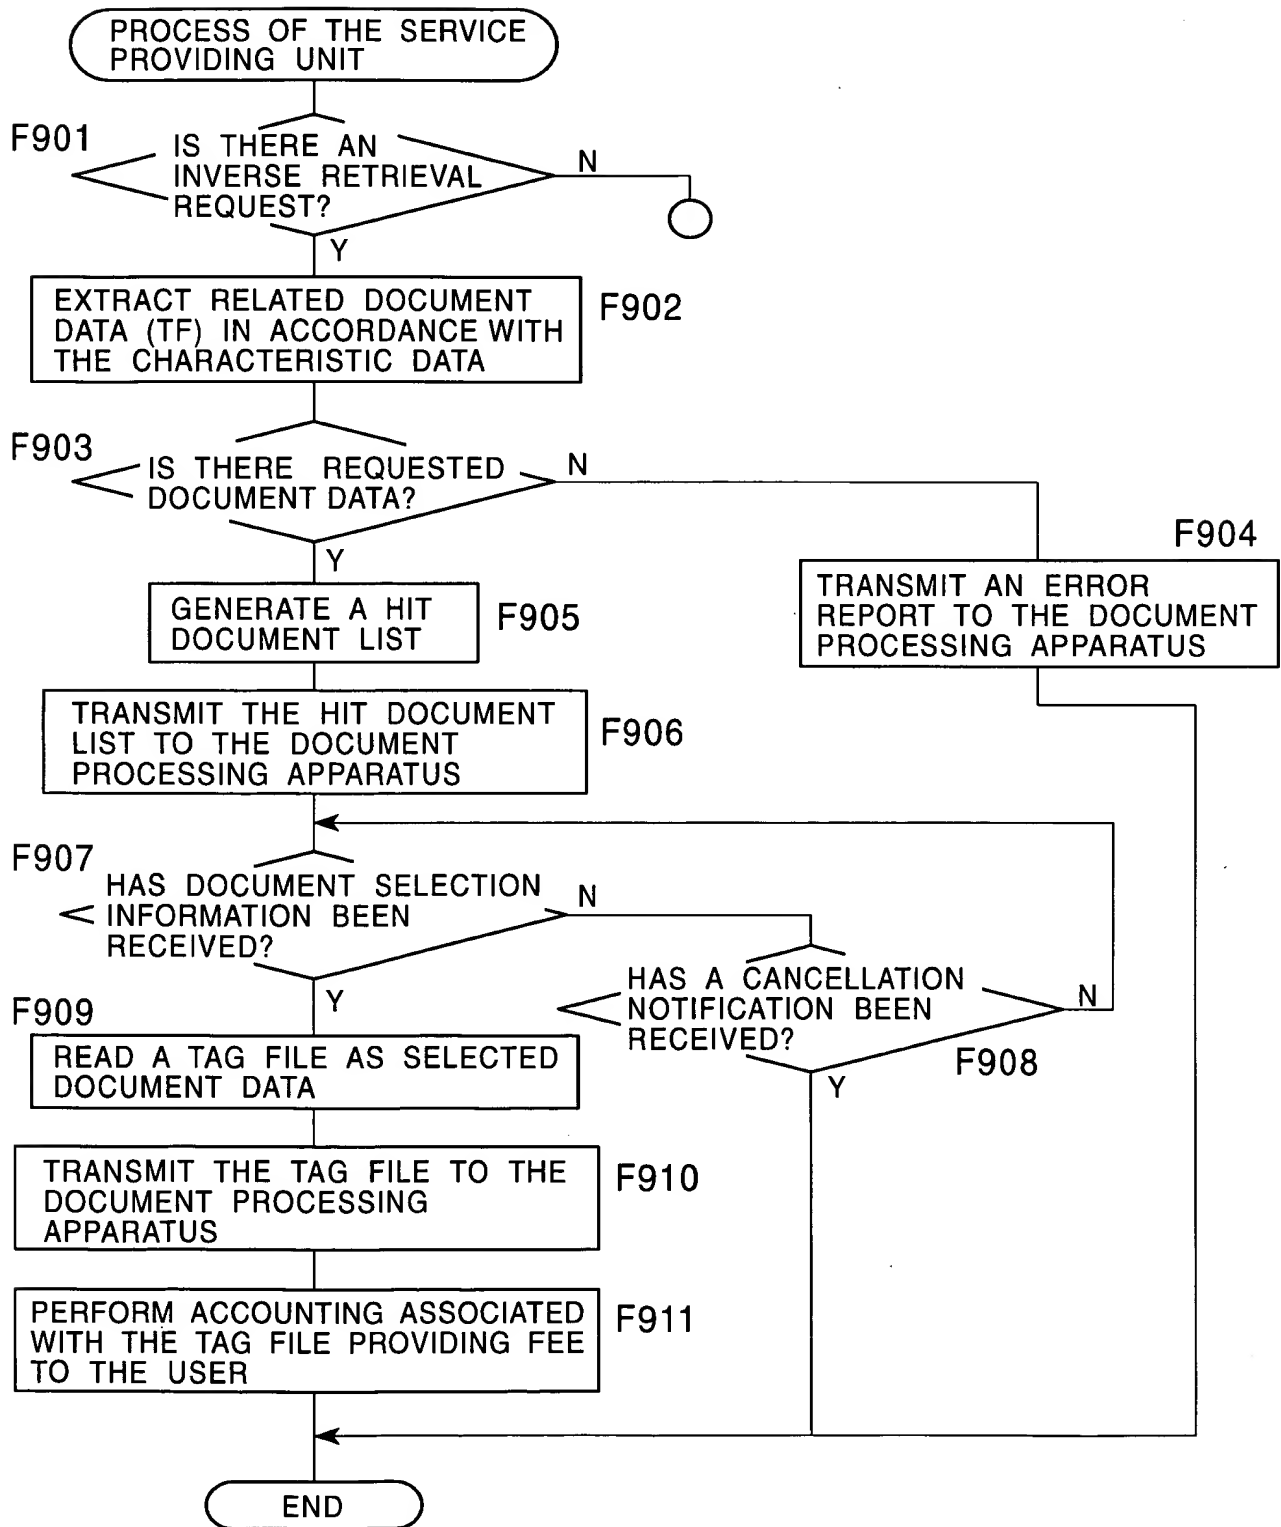 PROCESS OF THE SERVICE
PROVIDING UNIT
F901
IS THERE AN
INVERSE RETRIEVAL
REQUEST?
N
Y
EXTRACT RELATED DOCUMENT
DATA (TF) IN ACCORDANCE WITH
THE CHARACTERISTIC DATA
F902
F903
IS THERE REQUESTED
DOCUMENT DATA?
N
Y
F904
TRANSMIT AN ERROR
REPORT TO THE DOCUMENT
PROCESSING APPARATUS
GENERATE A HIT
DOCUMENT LIST
F905
TRANSMIT THE HIT DOCUMENT
LIST TO THE DOCUMENT
PROCESSING APPARATUS
F906
F907
HAS DOCUMENT SELECTION
INFORMATION BEEN
RECEIVED?
N
Y
HAS A CANCELLATION
NOTIFICATION BEEN
RECEIVED?
N
F908
Y
F909
READ A TAG FILE AS SELECTED
DOCUMENT DATA
TRANSMIT THE TAG FILE TO THE
DOCUMENT PROCESSING
APPARATUS
F910
PERFORM ACCOUNTING ASSOCIATED
WITH THE TAG FILE PROVIDING FEE
TO THE USER
F911
END